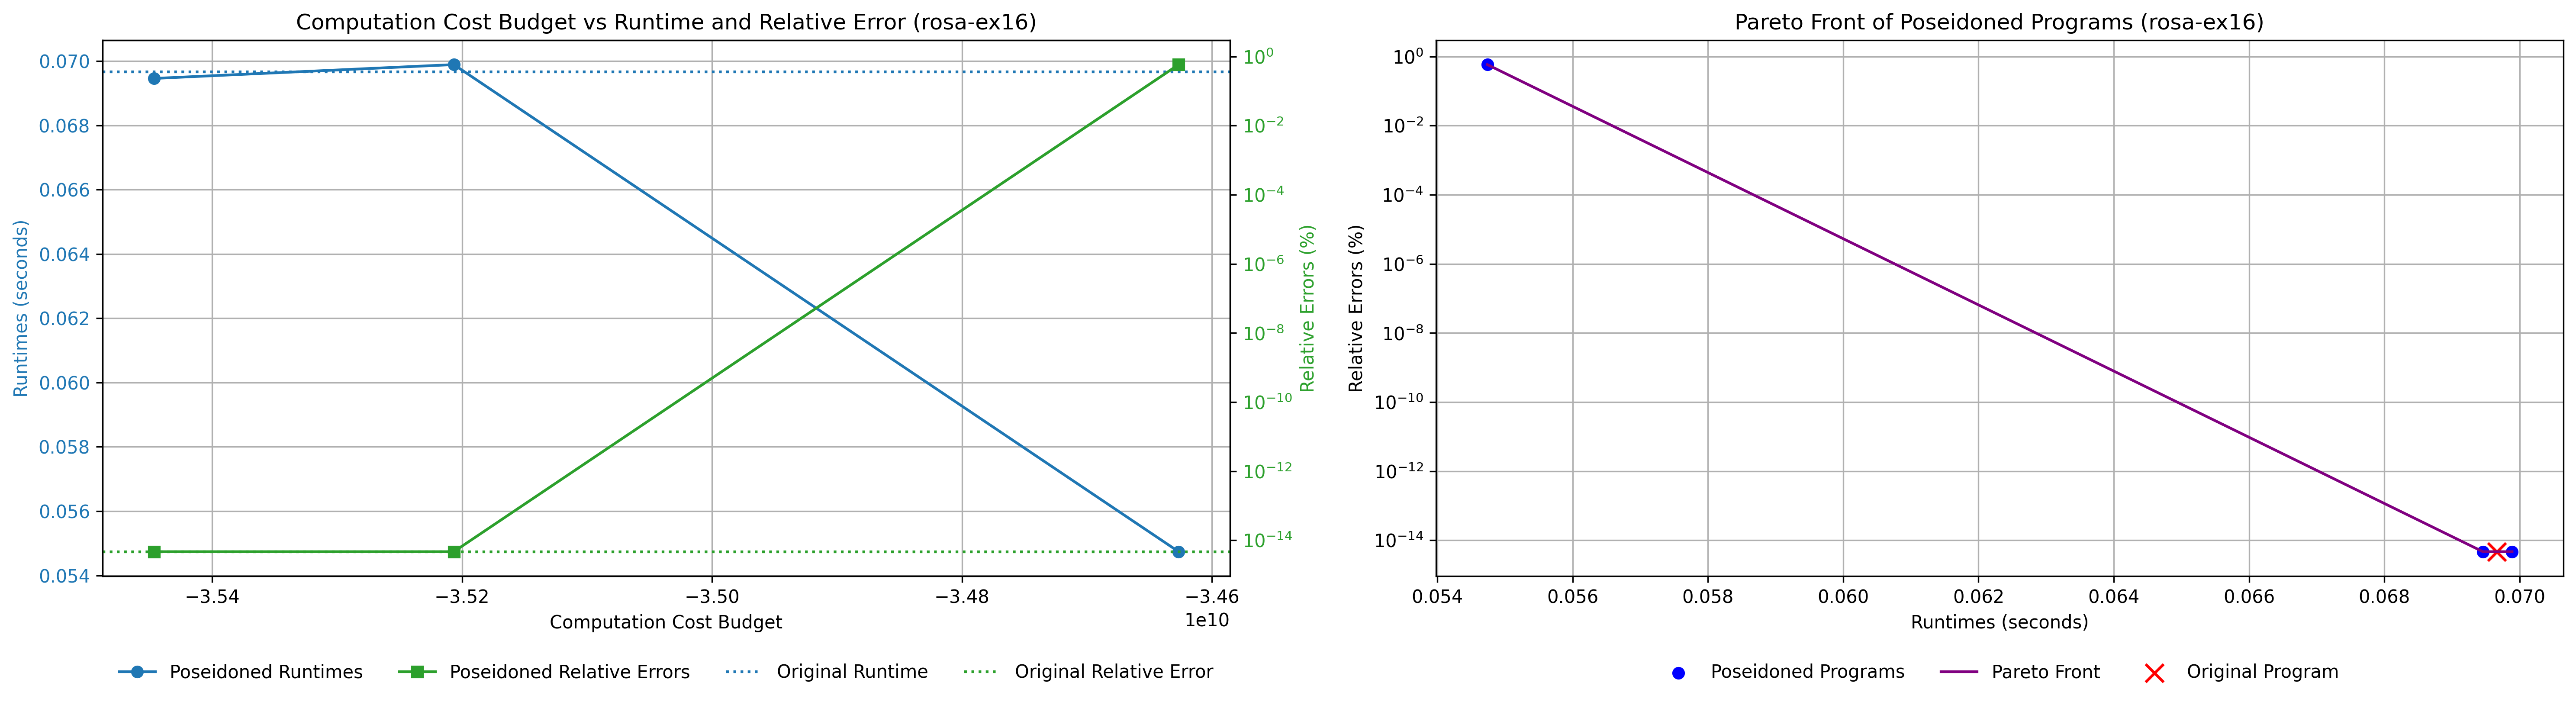 Computation Cost Budget vs Runtime and Relative Error (rosa-ex16)
0.070
0.068
0.066
0.064
0.062
0.060
0.058
0.056
0.054
Runtimes (seconds)
10⁰
10⁻²
10⁻⁴
10⁻⁶
10⁻⁸
10⁻¹⁰
10⁻¹²
10⁻¹⁴
Relative Errors (%)
−3.54 −3.52 −3.50 −3.48 −3.46
1e10
Computation Cost Budget
Poseidoned Runtimes Poseidoned Relative Errors Original Runtime Original Relative Error
Pareto Front of Poseidoned Programs (rosa-ex16)
10⁰
10⁻²
10⁻⁴
10⁻⁶
10⁻⁸
10⁻¹⁰
10⁻¹²
10⁻¹⁴
Relative Errors (%)
0.054 0.056 0.058 0.060 0.062 0.064 0.066 0.068 0.070
Runtimes (seconds)
Poseidoned Programs Pareto Front Original Program